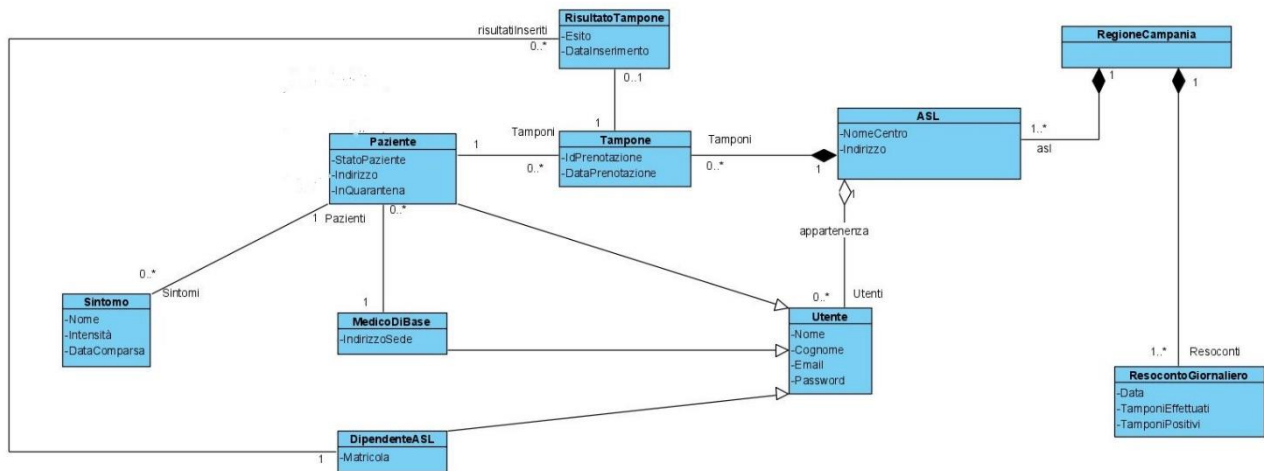 RisultatoTampone
-Esito
-DataInserimento
risultatiInseriti
0..*
0..1
1
RegioneCampania
1
1
ASL
-NomeCentro
-Indirizzo
1..*
asl
Tamponi
0..*
1
Tampone
-IdPrenotazione
-DataPrenotazione
Tamponi
0..*
1
Paziente
-StatoPaziente
-Indirizzo
-InQuarantena
1
Pazienti
0..*
1
appartenenza
0..*
Sintomi
Sintomo
-Nome
-Intensità
-DataComparsa
1
MedicoDiBase
-IndirizzoSede
0..*
Utenti
Utente
-Nome
-Cognome
-Email
-Password
1..*
Resoconti
ResocontoGiornaliero
-Data
-TamponiEffettuati
-TamponiPositivi
1
DipendenteASL
-Matricola